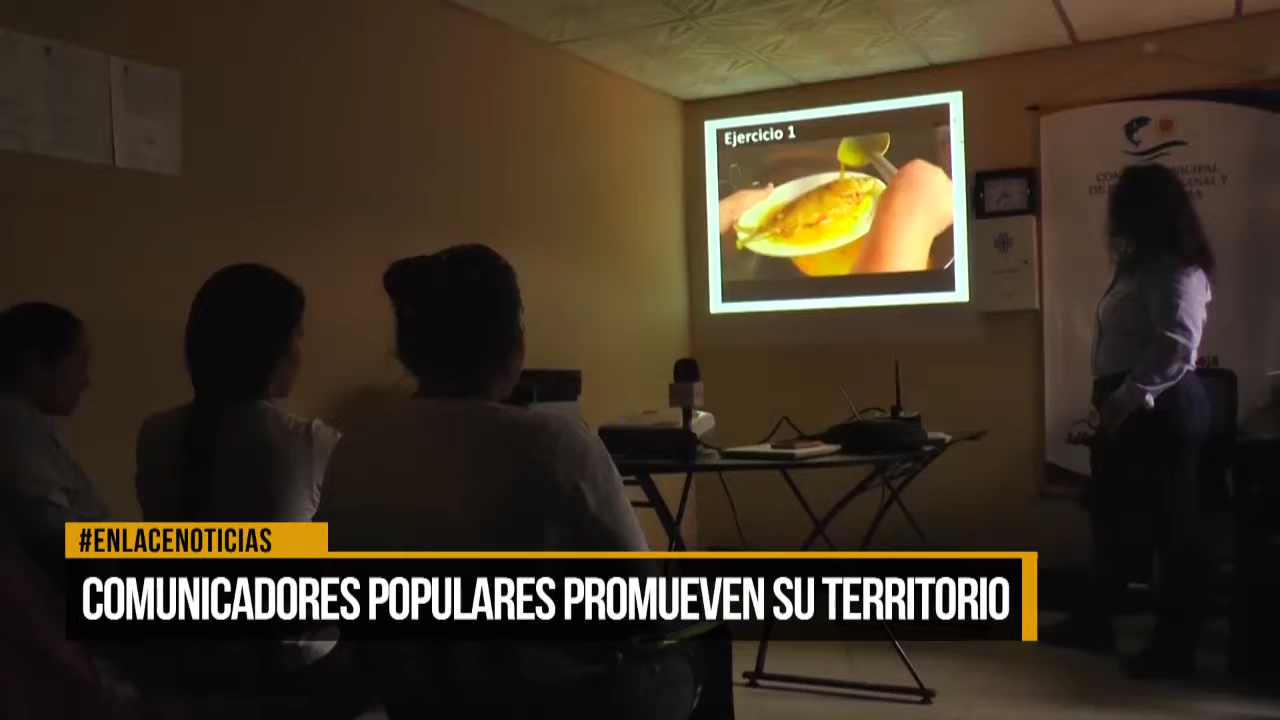 Ejercicio 1
#ENLACENOTICIAS
COMUNICADORES POPULARES PROMUEVEN SU TERRITORIO